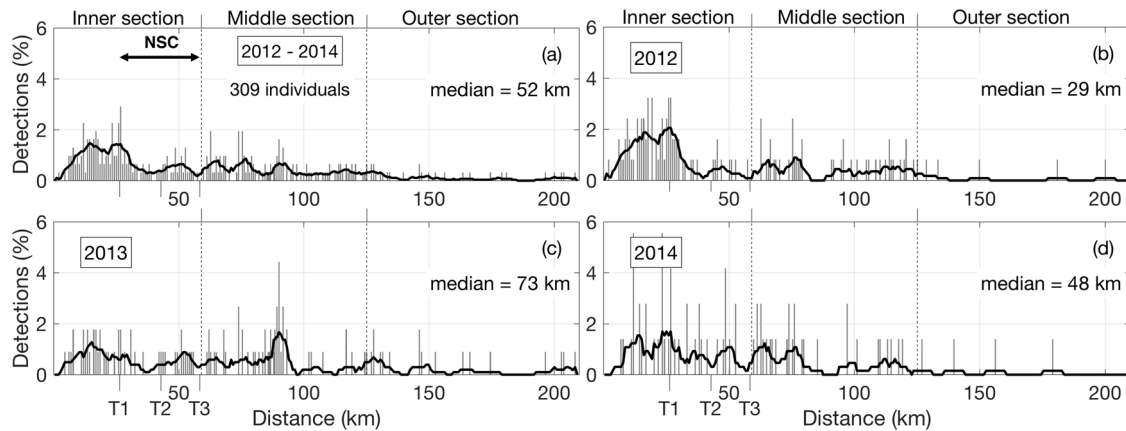 Inner section Middle section Outer section
Inner section Middle section Outer section
6
NSC
2012 - 2014
(a)
309 individuals
median = 52 km
4
2
0
Detections (%)
50 100 150 200
6
2012
(b)
median = 29 km
4
2
0
50 100 150 200
6
2013
(c)
median = 73 km
4
2
0
Detections (%)
50 100 150 200
T1 T2 T3
Distance (km)
6
2014
(d)
median = 48 km
4
2
0
50 100 150 200
T1 T2 T3
Distance (km)